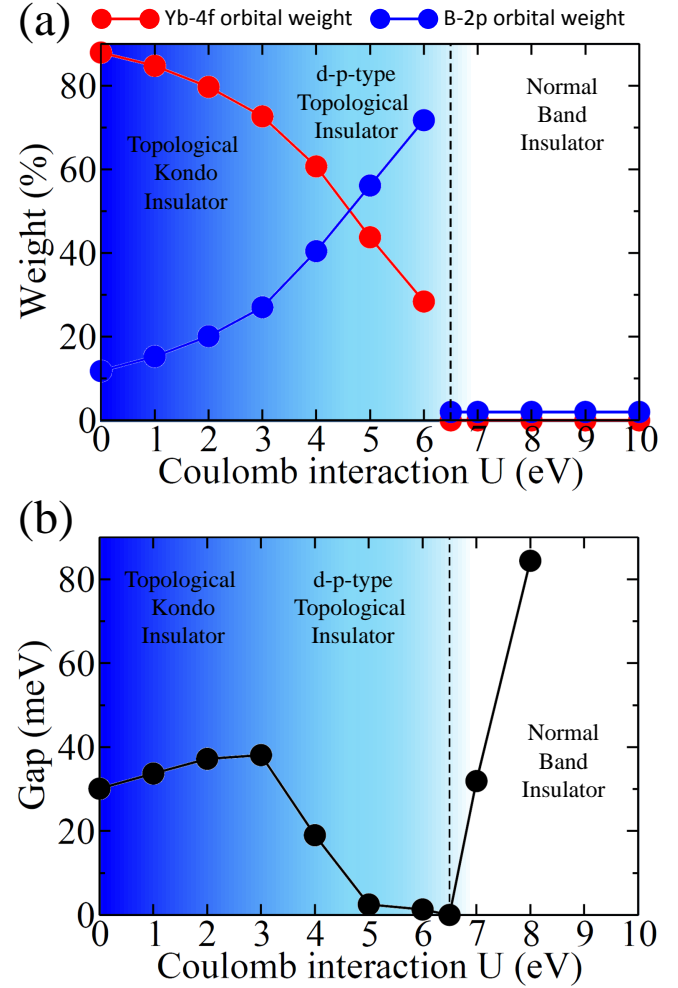 (a)
Yb-4f orbital weight B-2p orbital weight
80
60
40
20
0
Weight (%)
Topological
Kondo
Insulator
d-p-type
Topological
Insulator
Normal
Band
Insulator
0 1 2 3 4 5 6 7 8 9 10
Coulomb interaction U (eV)
(b)
80
60
40
20
0
Gap (meV)
Topological
Kondo
Insulator
d-p-type
Topological
Insulator
Normal
Band
Insulator
0 1 2 3 4 5 6 7 8 9 10
Coulomb interaction U (eV)